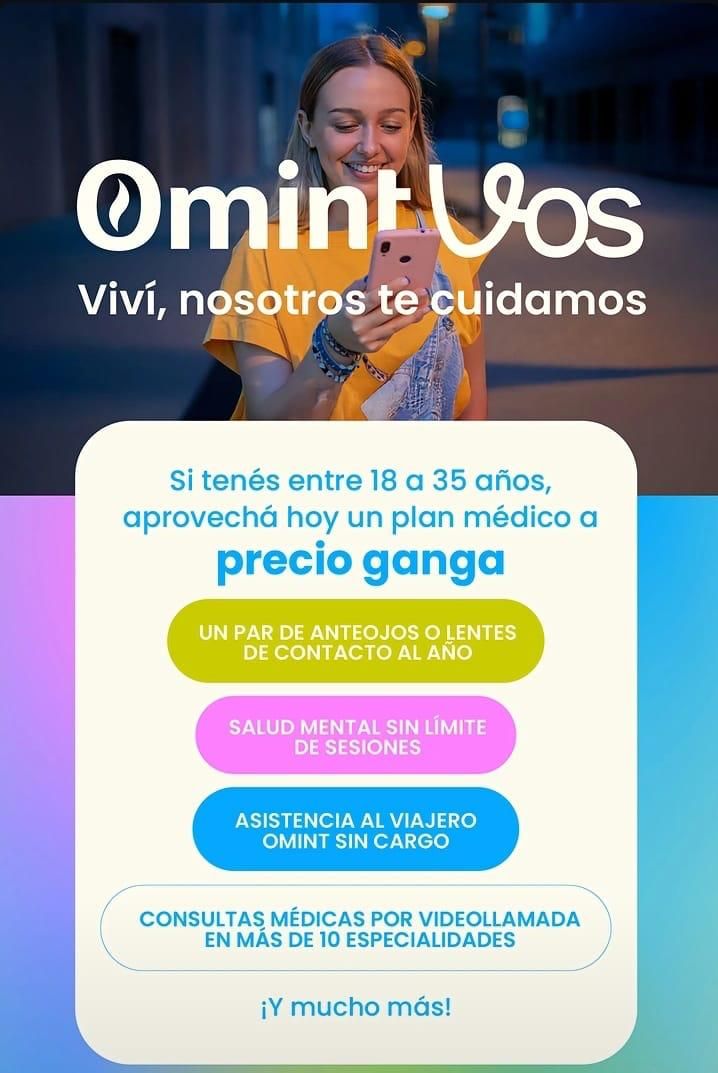 Omint Vos
Viví, nosotros te cuidamos
Si tenés entre 18 a 35 años,
aprovechá hoy un plan médico a
precio ganga
UN PAR DE ANTEOJOS O LENTES
DE CONTACTO AL AÑO
SALUD MENTAL SIN LÍMITE
DE SESIONES
ASISTENCIA AL VIAJERO
OMINT SIN CARGO
CONSULTAS MÉDICAS POR VIDEOLLAMADA
EN MÁS DE 10 ESPECIALIDADES
¡Y mucho más!